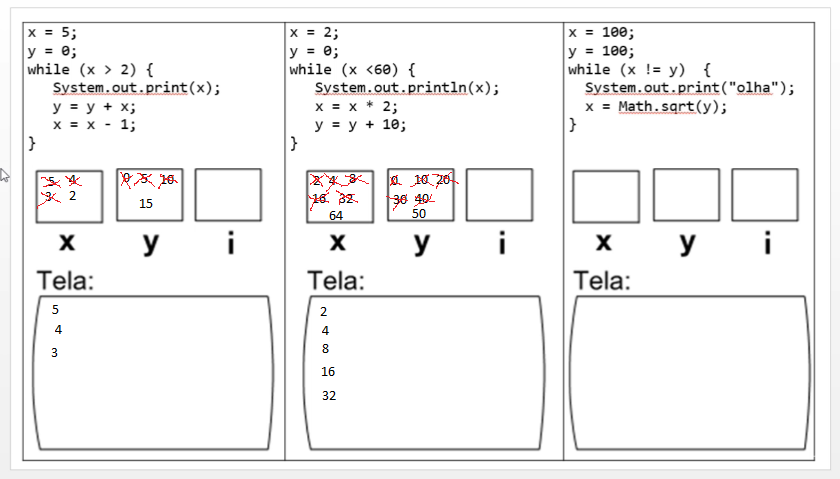 x = 5;
y = 0;
while (x > 2) {
System.out.print(x);
y = y + x;
x = x - 1;
}
5 4
3 2
0 5 10
15
x y i
Tela:
5
4
3
x = 2;
y = 0;
while (x <60) {
System.out.println(x);
x = x * 2;
y = y + 10;
}
2 4 8
16 32
64
0 10 20
30 40
50
x y i
Tela:
2
4
8
16
32
x = 100;
y = 100;
while (x != y) {
System.out.print("olha");
x = Math.sqrt(y);
}
x y i
Tela: